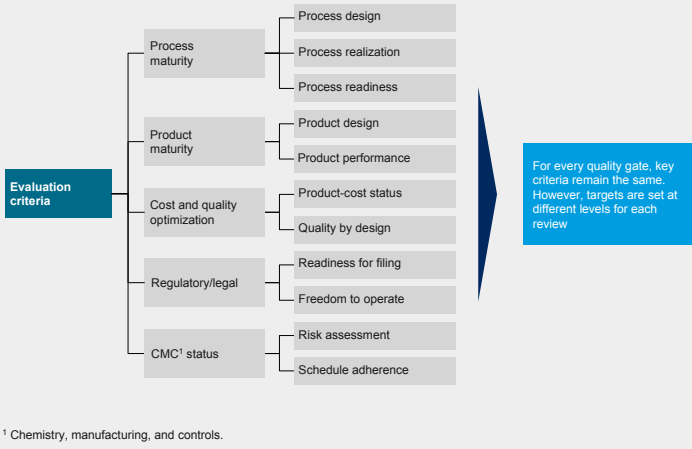 Evaluation
criteria
Process
maturity
Process design
Process realization
Process readiness
Product
maturity
Product design
Product performance
Cost and quality
optimization
Product-cost status
Quality by design
Regulatory/legal
Readiness for filing
Freedom to operate
CMC¹ status
Risk assessment
Schedule adherence
For every quality gate, key
criteria remain the same.
However, targets are set at
different levels for each
review
¹ Chemistry, manufacturing, and controls.